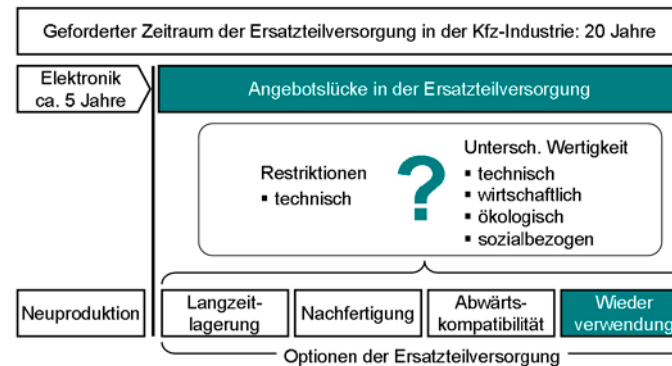 Geforderter Zeitraum der Ersatzteilversorgung in der Kfz-Industrie: 20 Jahre
Elektronik
ca. 5 Jahre
Angebotslücke in der Ersatzteilversorgung
Restriktionen
▪ technisch
?
Untersch. Wertigkeit
▪ technisch
▪ wirtschaftlich
▪ ökologisch
▪ sozialbezogen
Neuproduktion
Langzeit-
lagerung
Nachfertigung
Abwärts-
kompatibilität
Wieder
verwendung
Optionen der Ersatzteilversorgung